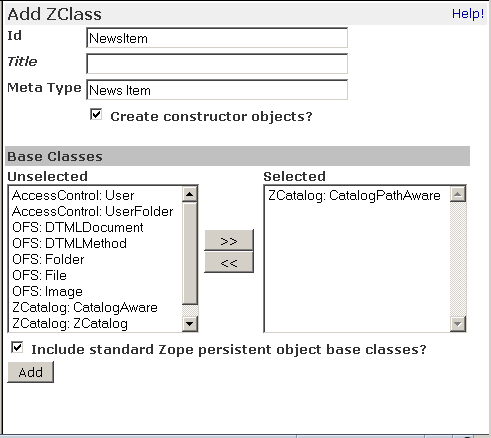 Add ZClass Help!
Id NewsItem
Title
Meta Type News Item
Create constructor objects?
Base Classes
Unselected Selected
AccessControl: User ZCatalog: CatalogPathAware
AccessControl: UserFolder
OFS: DTMLDocument
OFS: DTMLMethod
OFS: Folder
OFS: File
OFS: Image
ZCatalog: CatalogAware
ZCatalog: ZCatalog
>>
<<
Include standard Zope persistent object base classes?
Add